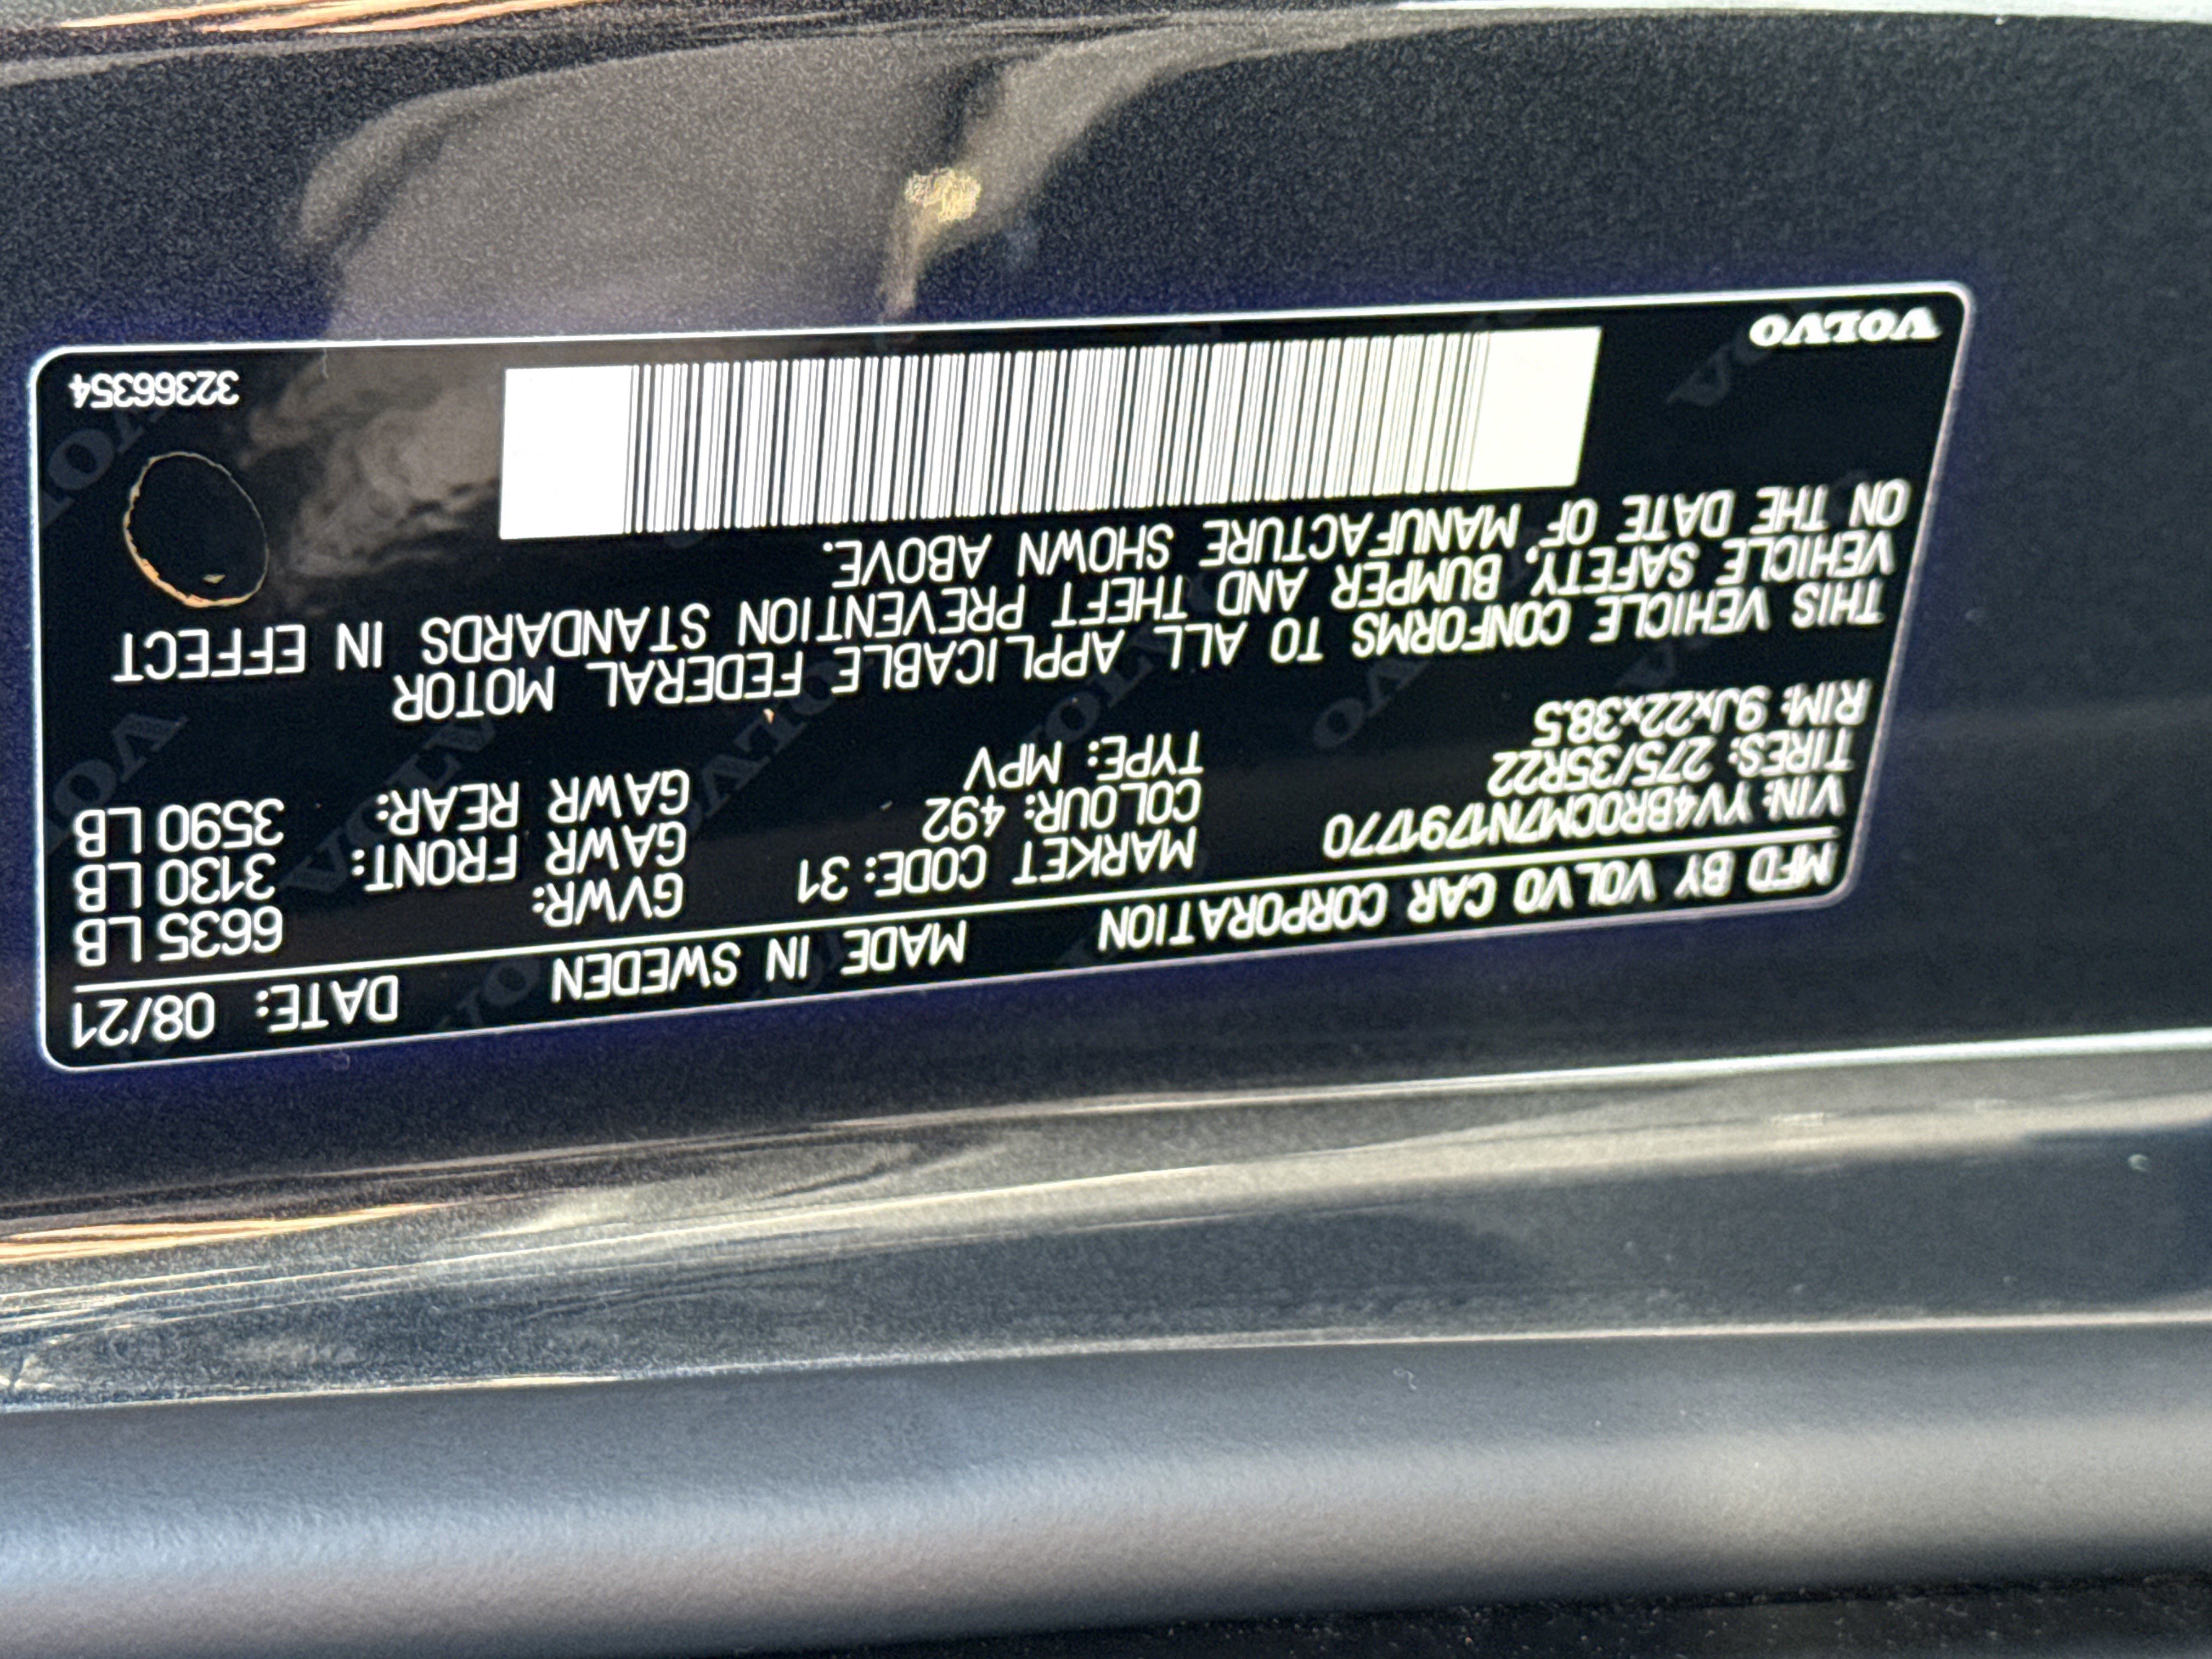 MFD BY VOLVO CAR CORPORATION MADE IN SWEDEN DATE: 08/21
VIN: YV4BR0CM7N1791770 MARKET CODE: 31 GVWR: 6635 LB
TIRES: 275/35R22 COLOUR: 492 GAWR FRONT: 3130 LB
RIM: 9Jx22x38.5 TYPE: MPV GAWR REAR: 3590 LB
THIS VEHICLE CONFORMS TO ALL APPLICABLE FEDERAL MOTOR
VEHICLE SAFETY, BUMPER AND THEFT PREVENTION STANDARDS IN EFFECT
ON THE DATE OF MANUFACTURE SHOWN ABOVE.
VOLVO 32366354